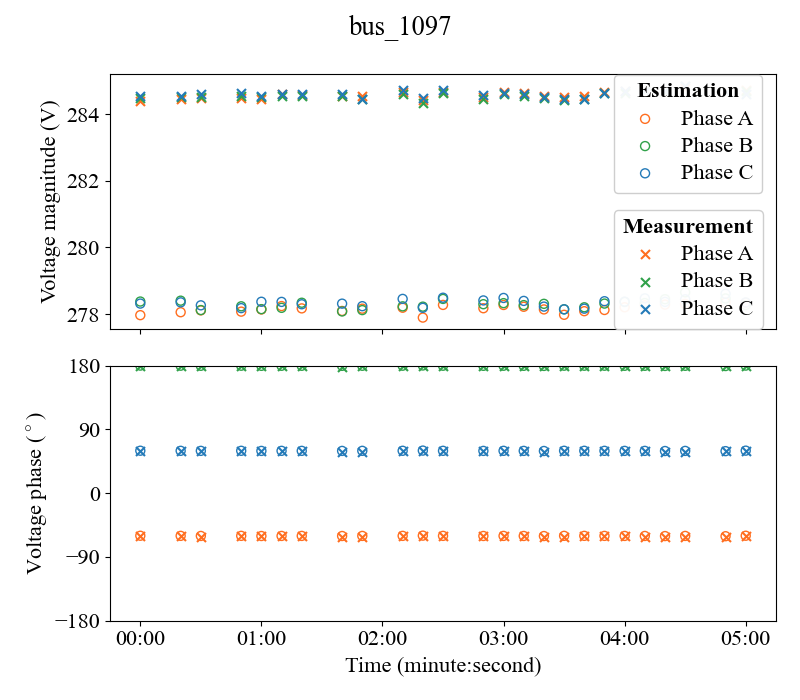 bus_1097
Voltage magnitude (V)
284
282
280
278
Estimation
Phase A
Phase B
Phase C
Measurement
Phase A
Phase B
Phase C
Voltage phase (°)
180
90
0
−90
−180
00:00 01:00 02:00 03:00 04:00 05:00
Time (minute:second)